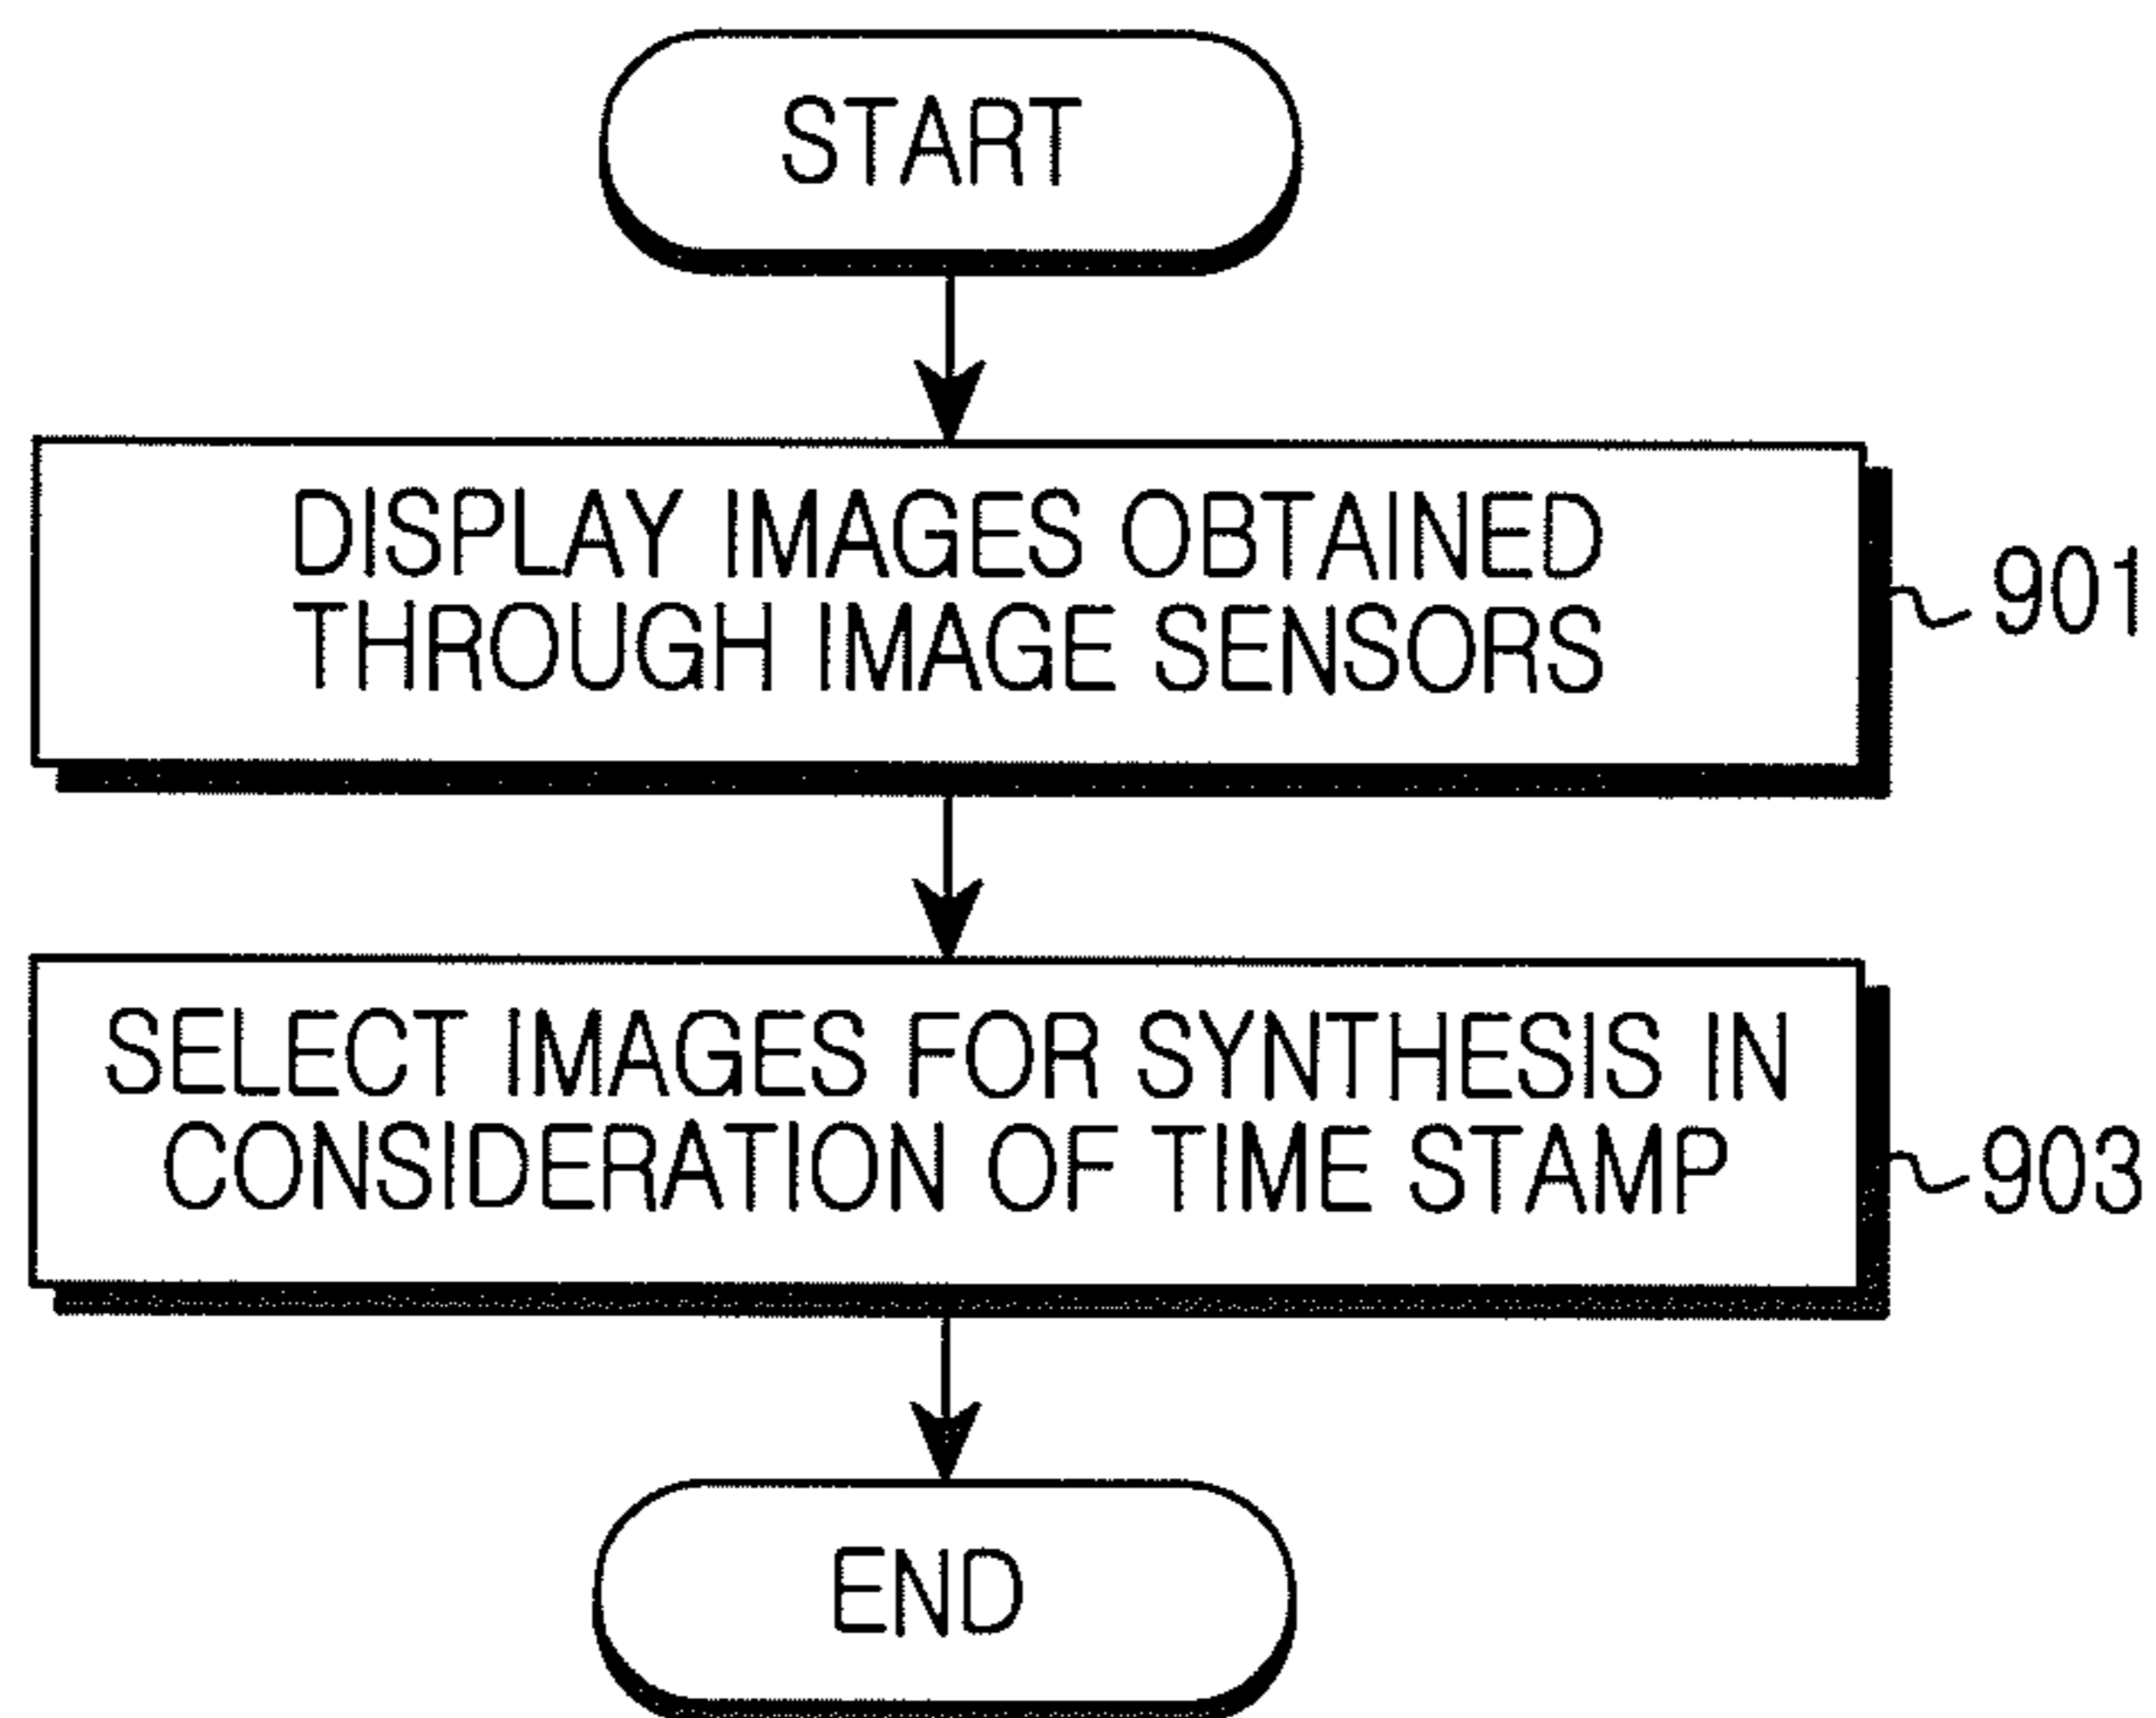 START
DISPLAY IMAGES OBTAINED
THROUGH IMAGE SENSORS
901
SELECT IMAGES FOR SYNTHESIS IN
CONSIDERATION OF TIME STAMP
903
END